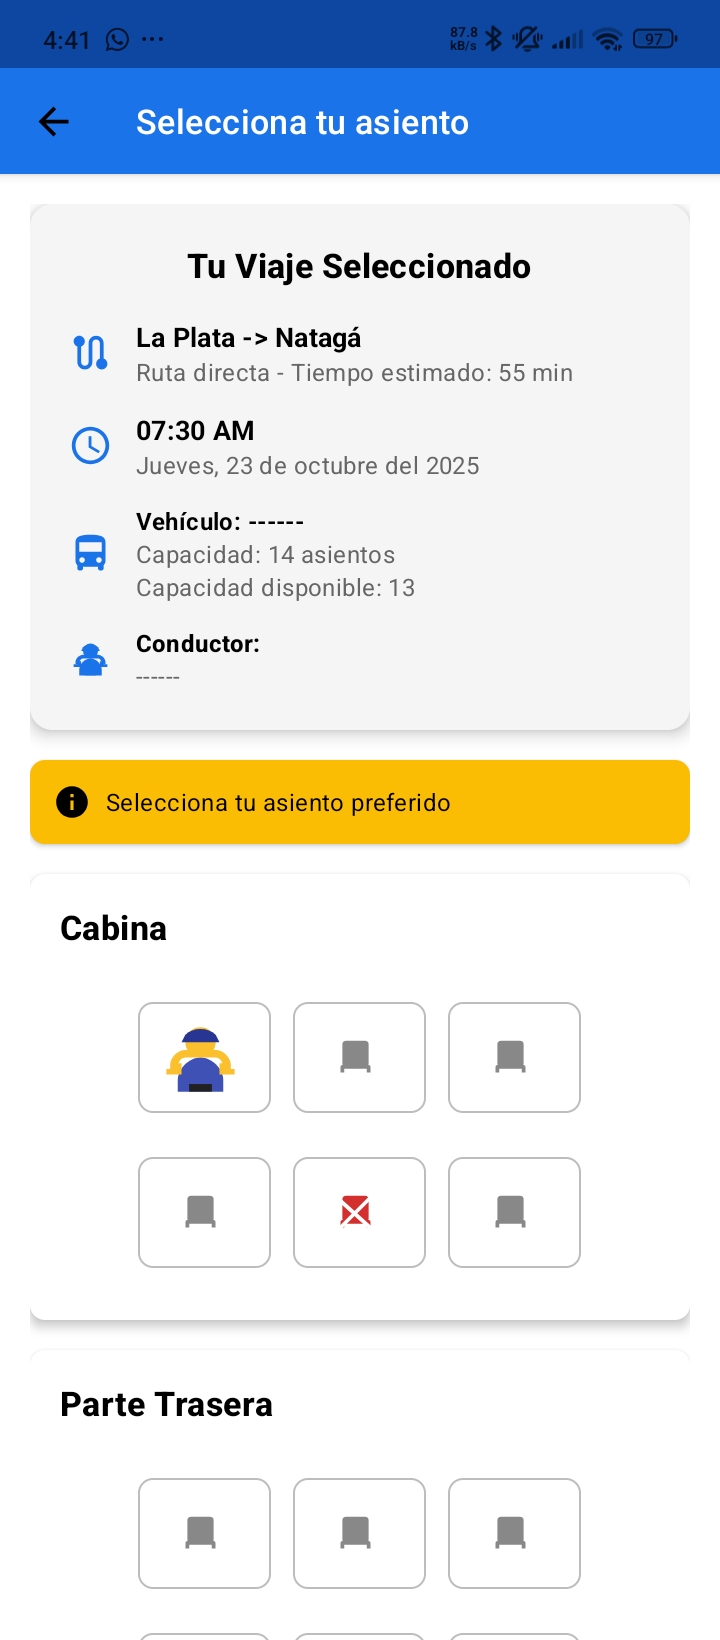 4:41
87.8
kB/s
97
Selecciona tu asiento
Tu Viaje Seleccionado
La Plata -> Natagá
Ruta directa - Tiempo estimado: 55 min
07:30 AM
Jueves, 23 de octubre del 2025
Vehículo: ------
Capacidad: 14 asientos
Capacidad disponible: 13
Conductor:
------
Selecciona tu asiento preferido
Cabina
Parte Trasera